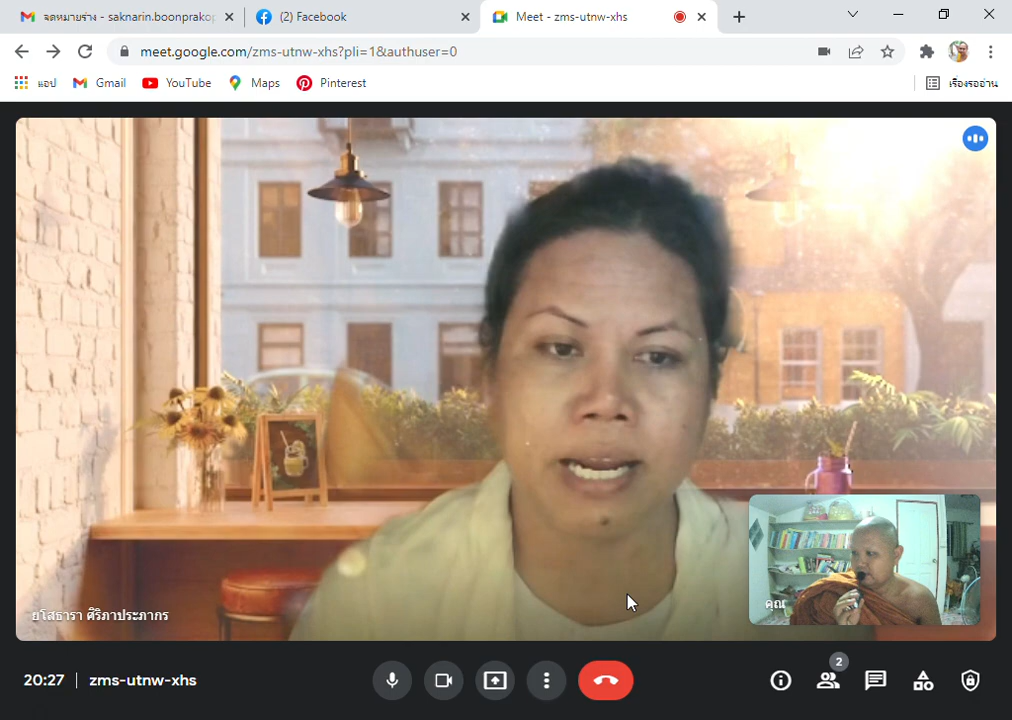 จดหมายร่าง - saknarin.boonprakop
(2) Facebook
Meet - zms-utnw-xhs
meet.google.com/zms-utnw-xhs?pli=1&authuser=0
แอป
Gmail
YouTube
Maps
Pinterest
เรื่องรออ่าน
ยโสธารา ศิริภาประภากร
คุณ
20:27
zms-utnw-xhs
2